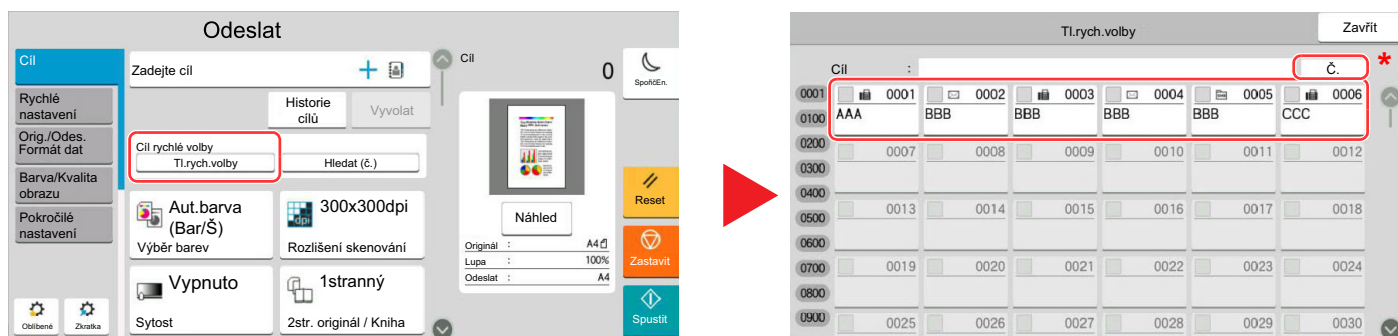 Odeslat
Cíl
Rychlé
nastavení
Orig./Odes.
Formát dat
Barva/Kvalita
obrazu
Pokročilé
nastavení
Oblíbené
Zkratka
Zadejte cíl
Historie
cílů
Vyvolat
Cíl rychlé volby
Tl.rych.volby
Hledat (č.)
Aut.barva
(Bar/Š)
Výběr barev
300x300dpi
Rozlišení skenování
Vypnuto
Sytost
1stranný
2str. originál / Kniha
Cíl 0
Náhled
Originál : A4
Lupa : 100%
Odeslat : A4
SpořičEn.
Reset
Zastavit
Spustit
Tl.rych.volby
Zavřít
Cíl :
Č. *
0001
0100
0200
0300
0400
0500
0600
0700
0800
0900
0001 0002 0003 0004 0005 0006
AAA BBB BBB BBB BBB CCC
0007 0008 0009 0010 0011 0012
0013 0014 0015 0016 0017 0018
0019 0020 0021 0022 0023 0024
0025 0026 0027 0028 0029 0030